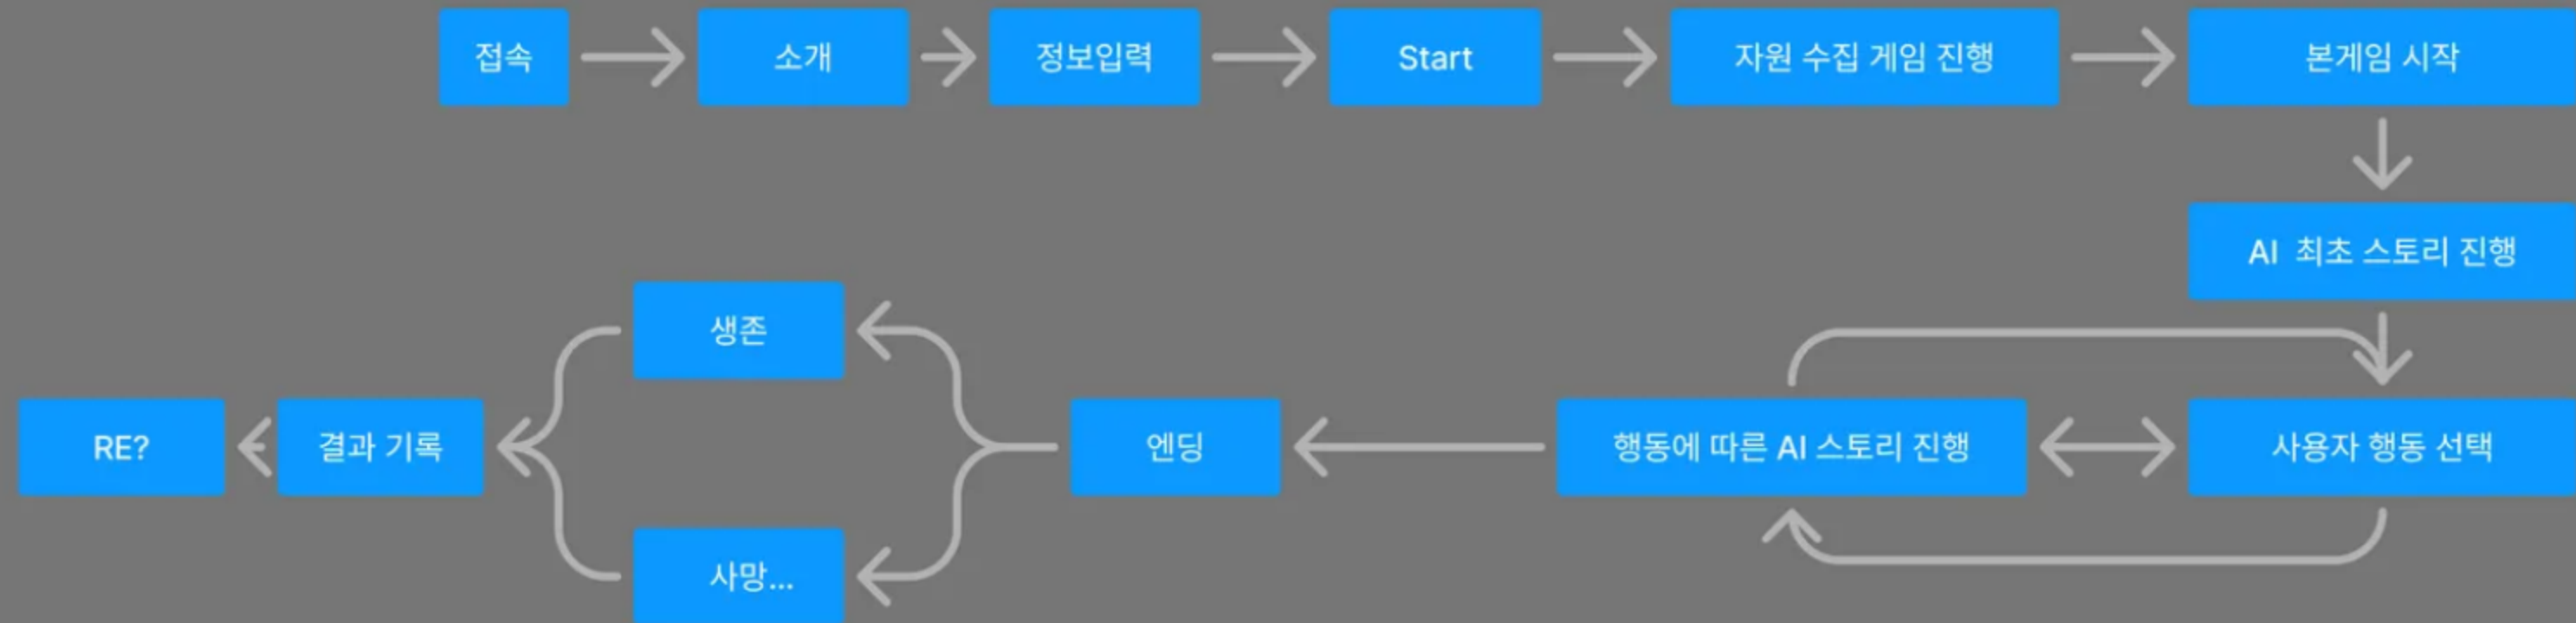 접속
소개
정보입력
Start
자원 수집 게임 진행
본게임 시작
AI 최초 스토리 진행
사용자 행동 선택
행동에 따른 AI 스토리 진행
엔딩
생존
사망...
결과 기록
RE?